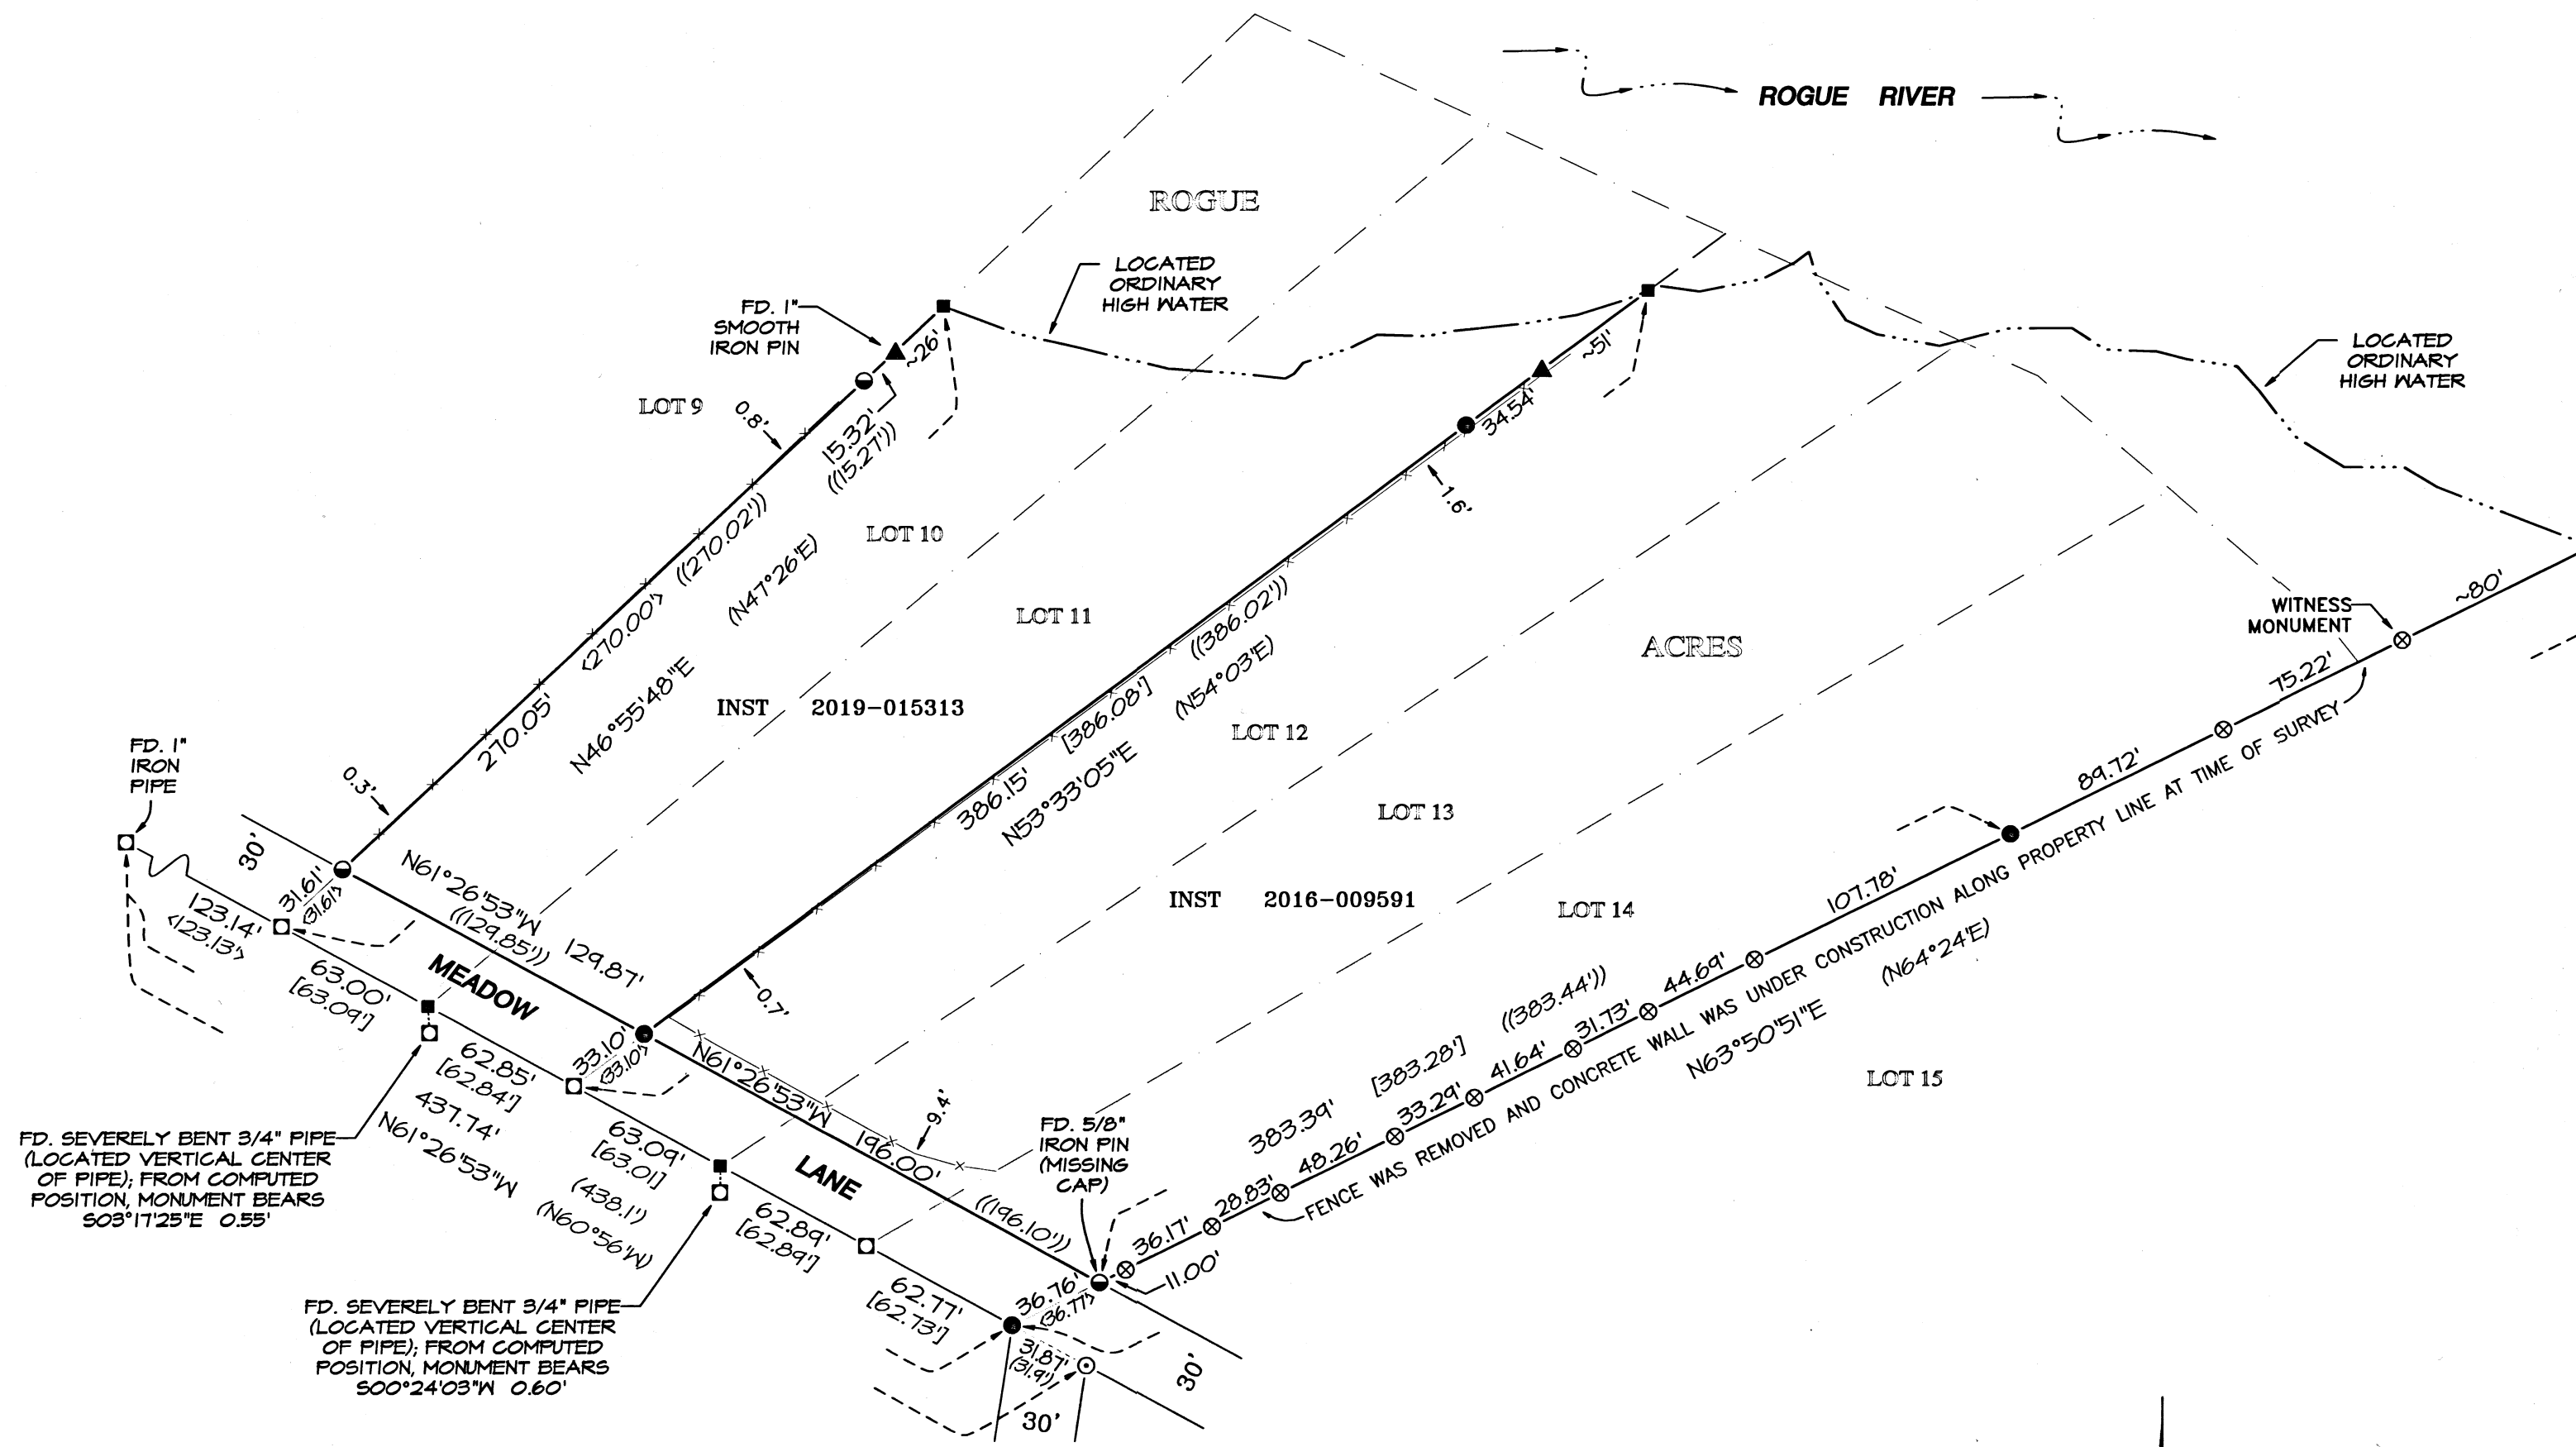 ROGUE RIVER
ROGUE
LOCATED
ORDINARY
HIGH WATER
FD. 1"
SMOOTH
IRON PIN
~26'
~51'
LOCATED
ORDINARY
HIGH WATER
LOT 9
0.8'
15.32'
((15.27'))
34.54'
1.6'
LOT 10
((270.02'))
<270.00'>
270.05'
(N47°26'E)
N46°55'48"E
LOT 11
((386.02'))
[386.08']
386.15'
(N54°03'E)
N53°33'05"E
ACRES
WITNESS
MONUMENT
~80'
75.22'
INST 2019-015313
LOT 12
FD. 1"
IRON
PIPE
0.3'
LOT 13
89.72'
30'
N61°26'53"W
((129.85'))
129.87'
31.61'
<31.61'>
123.14'
<123.13'>
INST 2016-009591
LOT 14
107.78'
MEADOW
LANE
63.00'
[63.09']
0.7'
44.69'
31.73'
41.64'
33.29'
48.26'
28.83'
36.17'
11.00'
FENCE WAS REMOVED AND CONCRETE WALL WAS UNDER CONSTRUCTION ALONG PROPERTY LINE AT TIME OF SURVEY
383.39'
[383.28']
((383.44'))
N63°50'51"E
(N64°24'E)
LOT 15
33.10'
<33.10'>
N61°26'53"W
196.00'
((196.10'))
9.4'
62.85'
[62.84']
437.74'
N61°26'53"W
63.09'
[63.01]
(438.1')
(N60°56'W)
FD. 5/8"
IRON PIN
(MISSING
CAP)
FD. SEVERELY BENT 3/4" PIPE
(LOCATED VERTICAL CENTER
OF PIPE); FROM COMPUTED
POSITION, MONUMENT BEARS
S03°17'25"E 0.55'
62.89'
[62.89']
62.77'
[62.73']
36.76'
<36.77'>
31.87'
(31.9')
30'
30'
FD. SEVERELY BENT 3/4" PIPE
(LOCATED VERTICAL CENTER
OF PIPE); FROM COMPUTED
POSITION, MONUMENT BEARS
S00°24'03"W 0.60'